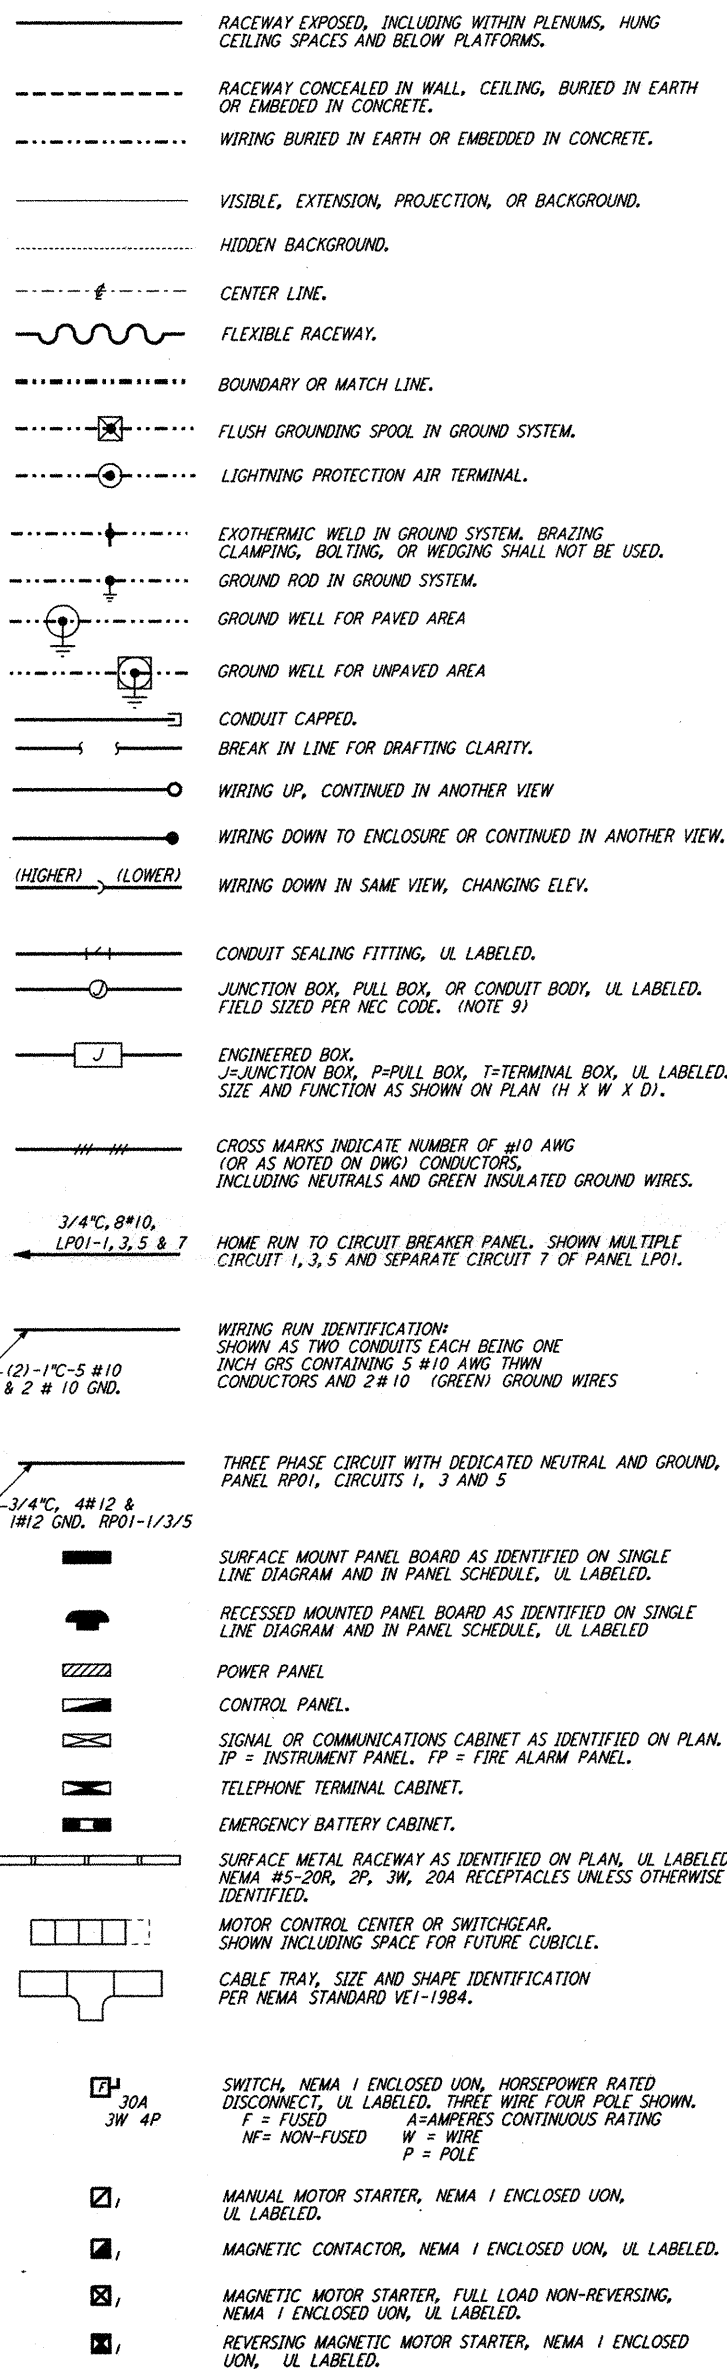 RACEWAY EXPOSED, INCLUDING WITHIN PLENUMS, HUNG
CEILING SPACES AND BELOW PLATFORMS.
RACEWAY CONCEALED IN WALL, CEILING, BURIED IN EARTH
OR EMBEDED IN CONCRETE.
WIRING BURIED IN EARTH OR EMBEDDED IN CONCRETE.
VISIBLE, EXTENSION, PROJECTION, OR BACKGROUND.
HIDDEN BACKGROUND.
℄
CENTER LINE.
FLEXIBLE RACEWAY.
BOUNDARY OR MATCH LINE.
FLUSH GROUNDING SPOOL IN GROUND SYSTEM.
LIGHTNING PROTECTION AIR TERMINAL.
EXOTHERMIC WELD IN GROUND SYSTEM. BRAZING
CLAMPING, BOLTING, OR WEDGING SHALL NOT BE USED.
GROUND ROD IN GROUND SYSTEM.
GROUND WELL FOR PAVED AREA
GROUND WELL FOR UNPAVED AREA
CONDUIT CAPPED.
BREAK IN LINE FOR DRAFTING CLARITY.
WIRING UP, CONTINUED IN ANOTHER VIEW
WIRING DOWN TO ENCLOSURE OR CONTINUED IN ANOTHER VIEW.
(HIGHER) (LOWER)
WIRING DOWN IN SAME VIEW, CHANGING ELEV.
CONDUIT SEALING FITTING, UL LABELED.
J
JUNCTION BOX, PULL BOX, OR CONDUIT BODY, UL LABELED.
FIELD SIZED PER NEC CODE. (NOTE 9)
J
ENGINEERED BOX.
J=JUNCTION BOX, P=PULL BOX, T=TERMINAL BOX, UL LABELED.
SIZE AND FUNCTION AS SHOWN ON PLAN (H X W X D).
CROSS MARKS INDICATE NUMBER OF #10 AWG
(OR AS NOTED ON DWG) CONDUCTORS,
INCLUDING NEUTRALS AND GREEN INSULATED GROUND WIRES.
3/4"C, 8#10,
LP01-1, 3, 5 & 7
HOME RUN TO CIRCUIT BREAKER PANEL. SHOWN MULTIPLE
CIRCUIT 1, 3, 5 AND SEPARATE CIRCUIT 7 OF PANEL LP01.
-(2)-1"C-5 #10
& 2 # 10 GND.
WIRING RUN IDENTIFICATION:
SHOWN AS TWO CONDUITS EACH BEING ONE
INCH GRS CONTAINING 5 #10 AWG THWN
CONDUCTORS AND 2# 10 (GREEN) GROUND WIRES
-3/4"C, 4#12 &
1#12 GND. RP01-1/3/5
THREE PHASE CIRCUIT WITH DEDICATED NEUTRAL AND GROUND,
PANEL RP01, CIRCUITS 1, 3 AND 5
SURFACE MOUNT PANEL BOARD AS IDENTIFIED ON SINGLE
LINE DIAGRAM AND IN PANEL SCHEDULE, UL LABELED.
RECESSED MOUNTED PANEL BOARD AS IDENTIFIED ON SINGLE
LINE DIAGRAM AND IN PANEL SCHEDULE, UL LABELED
POWER PANEL
CONTROL PANEL.
SIGNAL OR COMMUNICATIONS CABINET AS IDENTIFIED ON PLAN.
IP = INSTRUMENT PANEL. FP = FIRE ALARM PANEL.
TELEPHONE TERMINAL CABINET.
EMERGENCY BATTERY CABINET.
SURFACE METAL RACEWAY AS IDENTIFIED ON PLAN, UL LABELED
NEMA #5-20R, 2P, 3W, 20A RECEPTACLES UNLESS OTHERWISE
IDENTIFIED.
MOTOR CONTROL CENTER OR SWITCHGEAR.
SHOWN INCLUDING SPACE FOR FUTURE CUBICLE.
CABLE TRAY, SIZE AND SHAPE IDENTIFICATION
PER NEMA STANDARD VE1-1984.
F
30A
3W 4P
SWITCH, NEMA 1 ENCLOSED UON, HORSEPOWER RATED
DISCONNECT, UL LABELED. THREE WIRE FOUR POLE SHOWN.
F = FUSED A=AMPERES CONTINUOUS RATING
NF= NON-FUSED W = WIRE
P = POLE
1
MANUAL MOTOR STARTER, NEMA 1 ENCLOSED UON,
UL LABELED.
1
MAGNETIC CONTACTOR, NEMA 1 ENCLOSED UON, UL LABELED.
1
MAGNETIC MOTOR STARTER, FULL LOAD NON-REVERSING,
NEMA 1 ENCLOSED UON, UL LABELED.
1
REVERSING MAGNETIC MOTOR STARTER, NEMA 1 ENCLOSED
UON, UL LABELED.